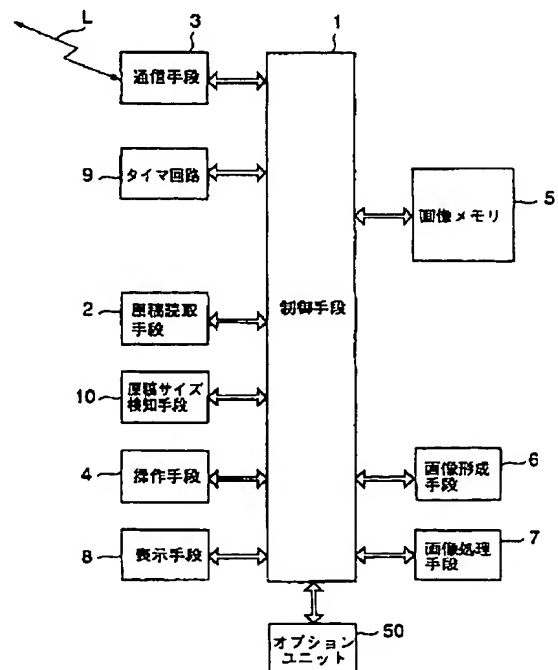 L
3
1
通信手段
9
タイマ回路
5
画像メモリ
2
原稿読取
手段
制御手段
10
原稿サイズ
検知手段
4
操作手段
6
画像形成
手段
8
表示手段
7
画像処理
手段
50
オプション
ユニット